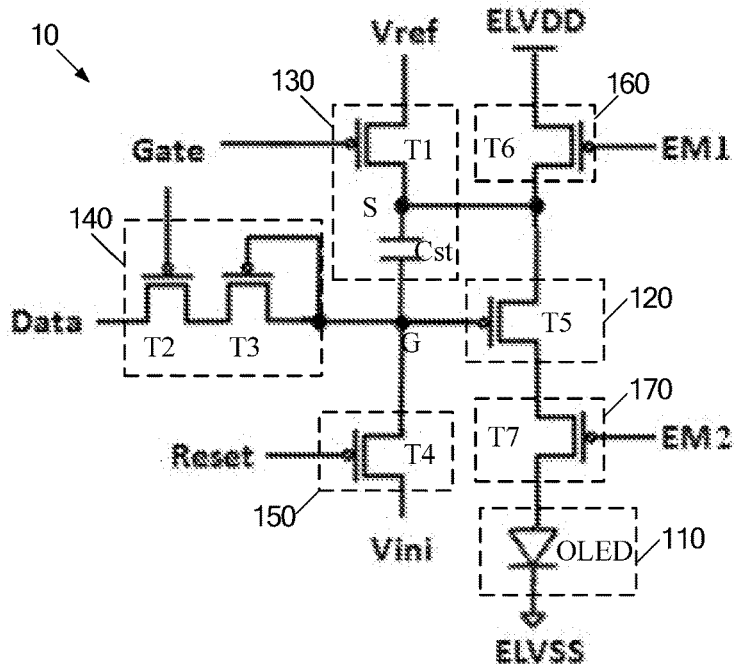 10
Vref
ELVDD
130
160
T1
T6
Gate
EM1
S
140
Cst
120
Data
T2
T3
G
T5
170
Reset
T4
T7
EM2
150
Vini
OLED
110
ELVSS